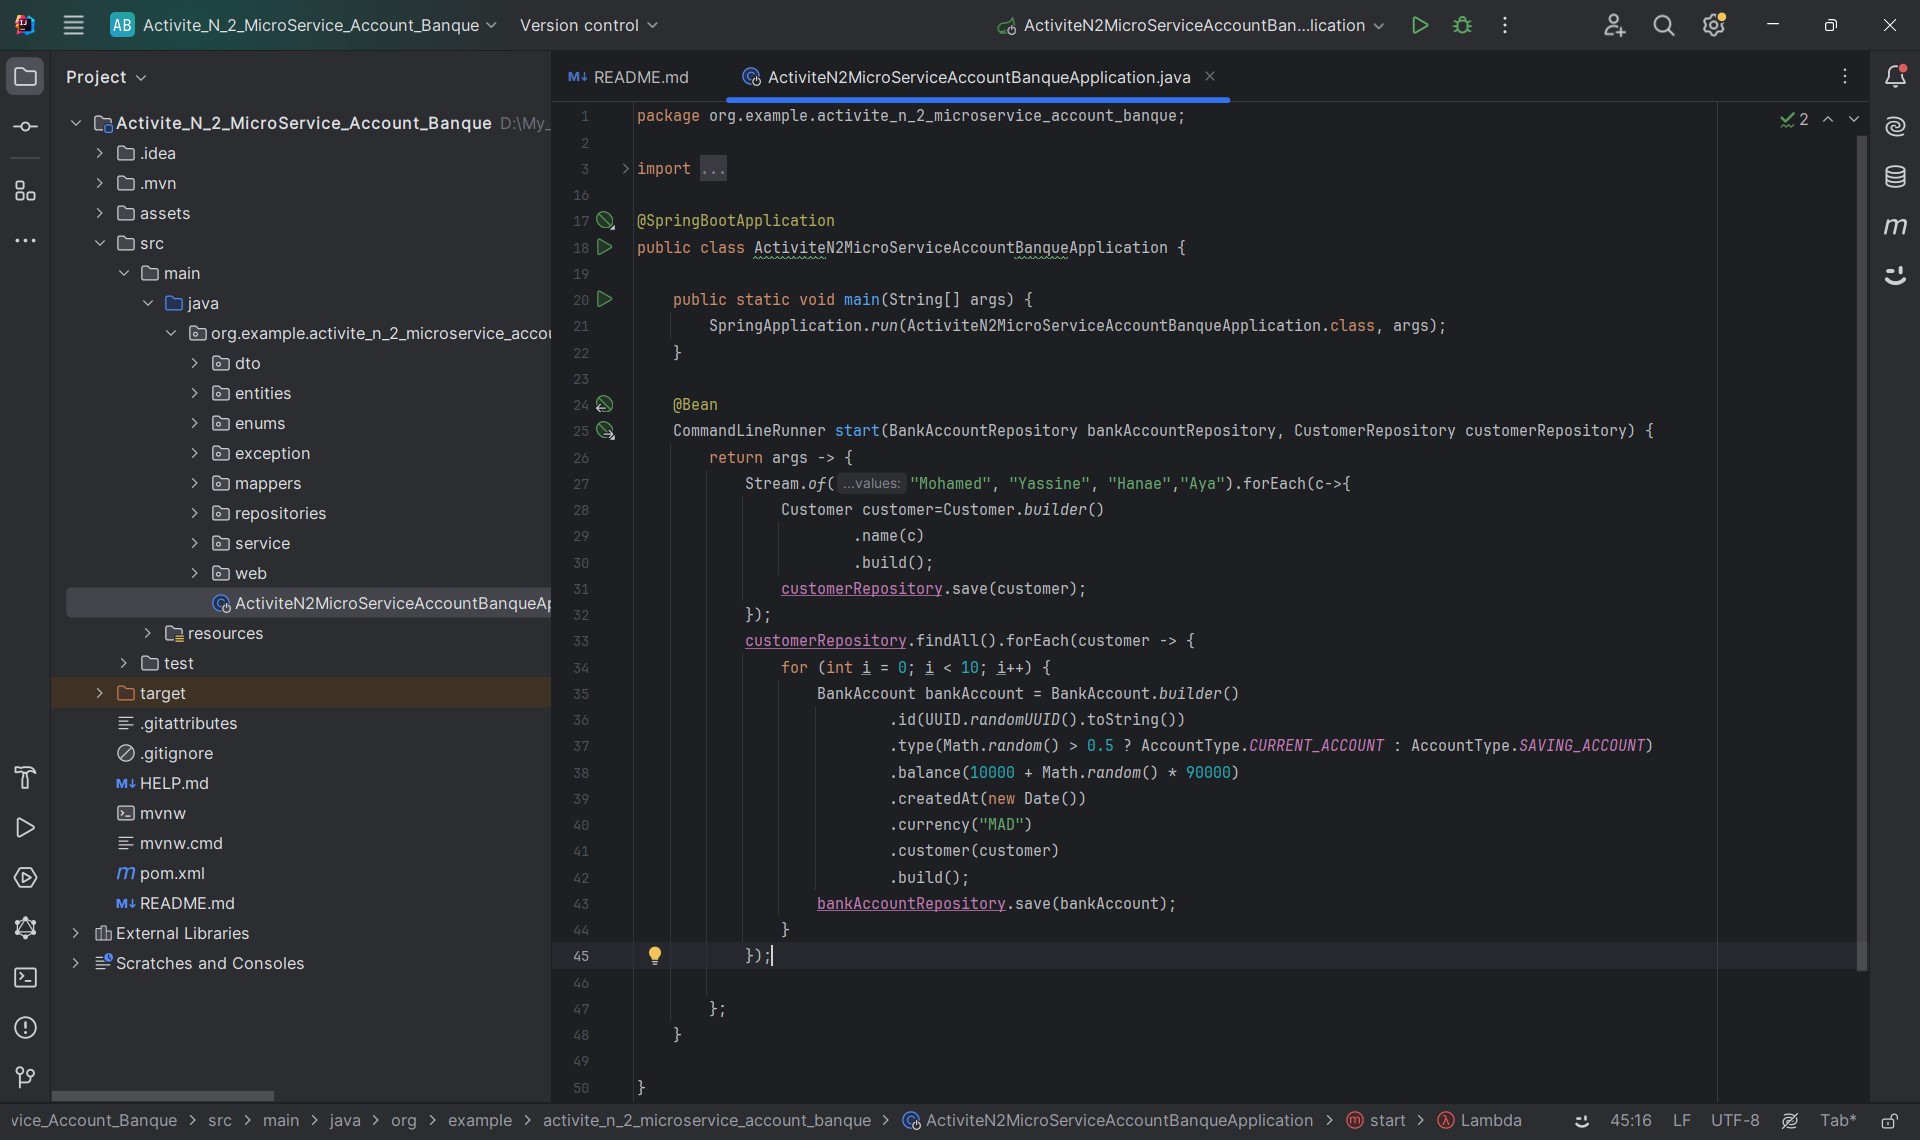 AB Activite_N_2_MicroService_Account_Banque Version control ActiviteN2MicroServiceAccountBan...lication
Project
Activite_N_2_MicroService_Account_Banque D:\My_
.idea
.mvn
assets
src
main
java
org.example.activite_n_2_microservice_accou
dto
entities
enums
exception
mappers
repositories
service
web
ActiviteN2MicroServiceAccountBanqueAp
resources
test
target
.gitattributes
.gitignore
HELP.md
mvnw
mvnw.cmd
pom.xml
README.md
External Libraries
Scratches and Consoles
README.md ActiviteN2MicroServiceAccountBanqueApplication.java
2
1 package org.example.activite_n_2_microservice_account_banque;
2
3 import ...
16
17 @SpringBootApplication
18 public class ActiviteN2MicroServiceAccountBanqueApplication {
19
20 public static void main(String[] args) {
21 SpringApplication.run(ActiviteN2MicroServiceAccountBanqueApplication.class, args);
22 }
23
24 @Bean
25 CommandLineRunner start(BankAccountRepository bankAccountRepository, CustomerRepository customerRepository) {
26 return args -> {
27 Stream.of( ...values: "Mohamed", "Yassine", "Hanae","Aya").forEach(c->{
28 Customer customer=Customer.builder()
29 .name(c)
30 .build();
31 customerRepository.save(customer);
32 });
33 customerRepository.findAll().forEach(customer -> {
34 for (int i = 0; i < 10; i++) {
35 BankAccount bankAccount = BankAccount.builder()
36 .id(UUID.randomUUID().toString())
37 .type(Math.random() > 0.5 ? AccountType.CURRENT_ACCOUNT : AccountType.SAVING_ACCOUNT)
38 .balance(10000 + Math.random() * 90000)
39 .createdAt(new Date())
40 .currency("MAD")
41 .customer(customer)
42 .build();
43 bankAccountRepository.save(bankAccount);
44 }
45 });
46
47 };
48 }
49
50 }
vice_Account_Banque > src > main > java > org > example > activite_n_2_microservice_account_banque > ActiviteN2MicroServiceAccountBanqueApplication > start > Lambda 45:16 LF UTF-8 Tab*